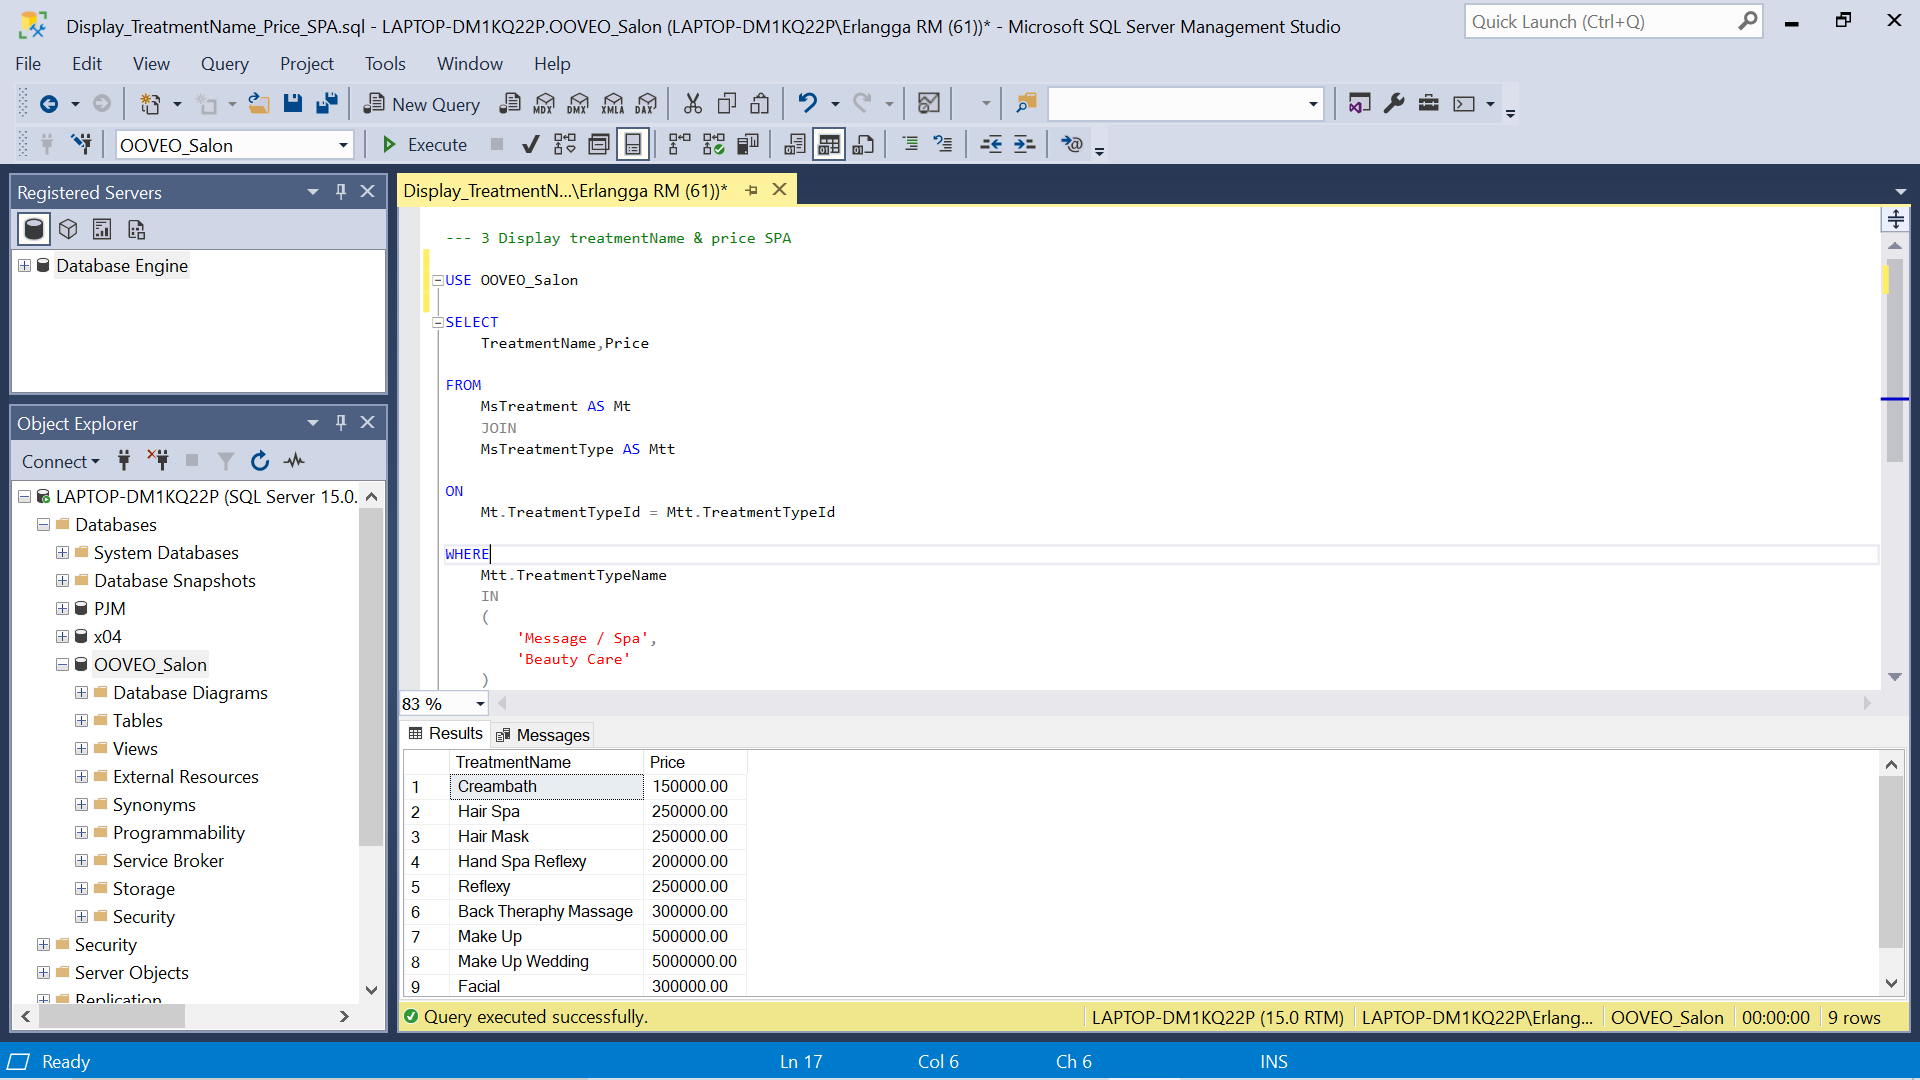 Display_TreatmentName_Price_SPA.sql - LAPTOP-DM1KQ22P.OOVEO_Salon (LAPTOP-DM1KQ22P\Erlangga RM (61))* - Microsoft SQL Server Management Studio
Quick Launch (Ctrl+Q)
File Edit View Query Project Tools Window Help
New Query MDX DMX XMLA DAX
OOVEO_Salon Execute
Registered Servers
Database Engine
Object Explorer
Connect
LAPTOP-DM1KQ22P (SQL Server 15.0.
Databases
System Databases
Database Snapshots
PJM
x04
OOVEO_Salon
Database Diagrams
Tables
Views
External Resources
Synonyms
Programmability
Service Broker
Storage
Security
Security
Server Objects
Replication
Display_TreatmentN...\Erlangga RM (61))*
--- 3 Display treatmentName & price SPA
USE OOVEO_Salon
SELECT
TreatmentName,Price
FROM
MsTreatment AS Mt
JOIN
MsTreatmentType AS Mtt
ON
Mt.TreatmentTypeId = Mtt.TreatmentTypeId
WHERE
Mtt.TreatmentTypeName
IN
(
'Message / Spa',
'Beauty Care'
)
83 %
Results Messages
TreatmentName Price
1 Creambath 150000.00
2 Hair Spa 250000.00
3 Hair Mask 250000.00
4 Hand Spa Reflexy 200000.00
5 Reflexy 250000.00
6 Back Theraphy Massage 300000.00
7 Make Up 500000.00
8 Make Up Wedding 5000000.00
9 Facial 300000.00
Query executed successfully. LAPTOP-DM1KQ22P (15.0 RTM) LAPTOP-DM1KQ22P\Erlang... OOVEO_Salon 00:00:00 9 rows
Ready Ln 17 Col 6 Ch 6 INS